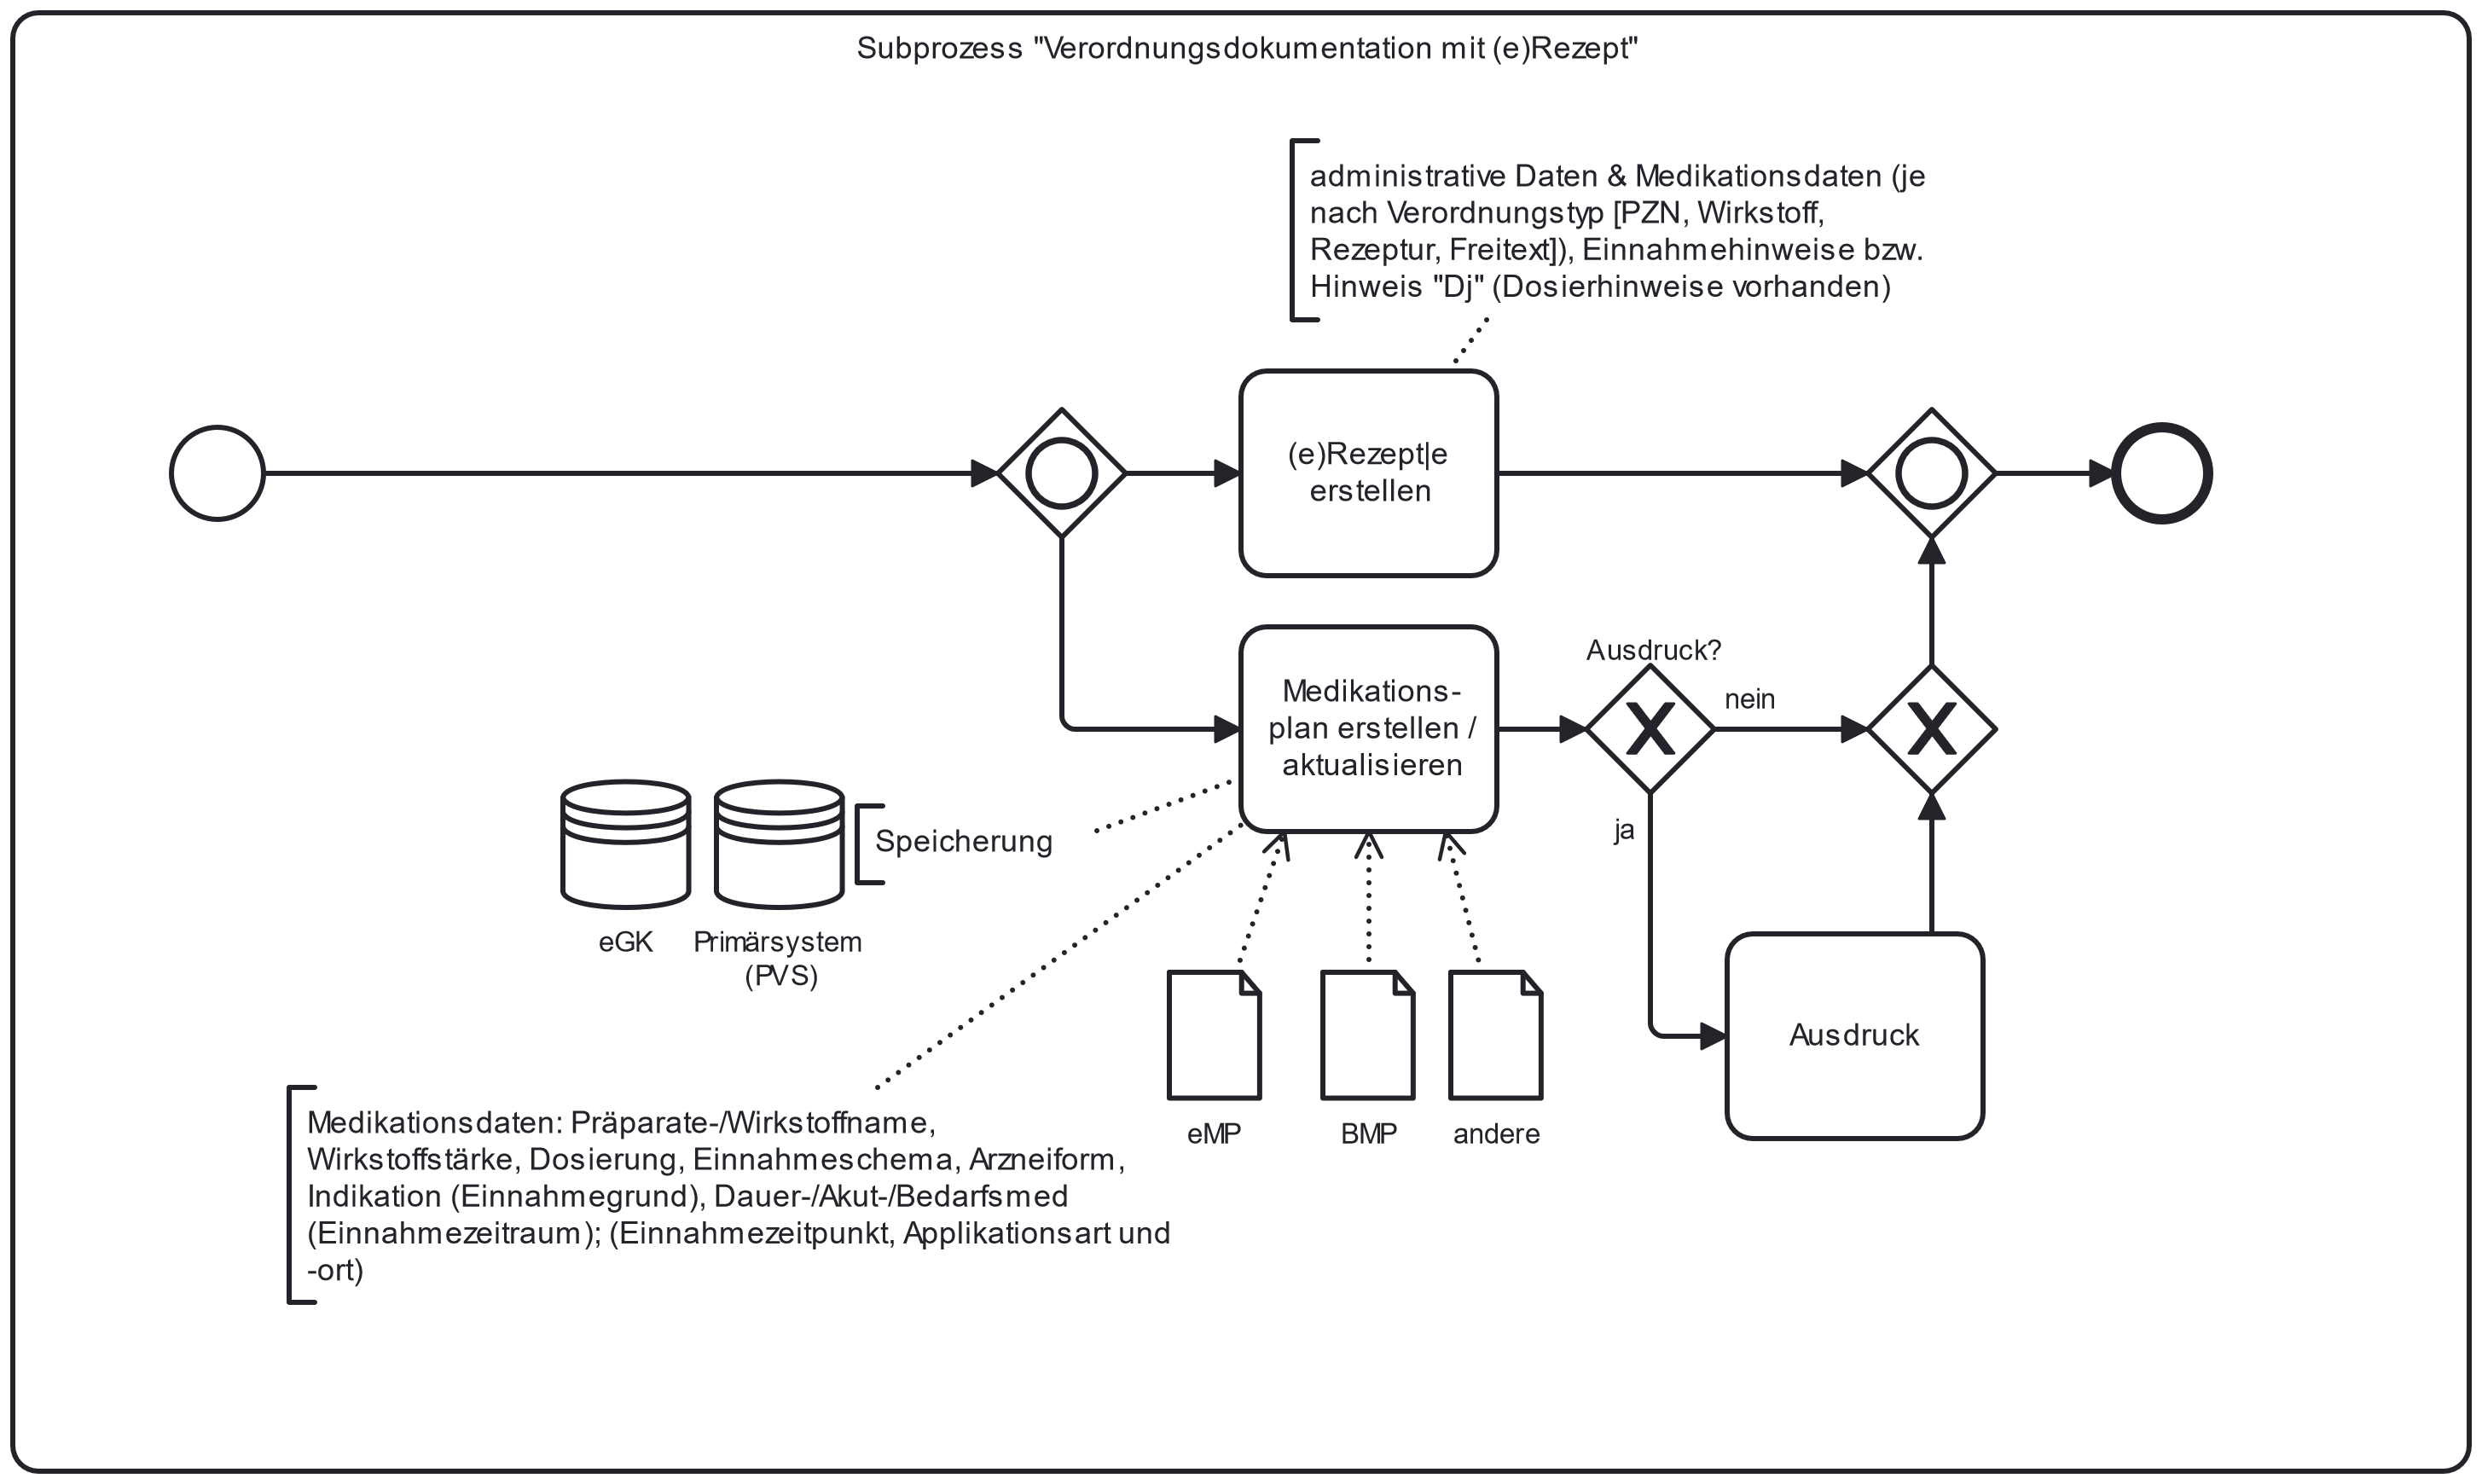 Subprozess "Verordnungsdokumentation mit (e)Rezept"
administrative Daten & Medikationsdaten (je
nach Verordnungstyp [PZN, Wirkstoff,
Rezeptur, Freitext]), Einnahmehinweise bzw.
Hinweis "Dj" (Dosierhinweise vorhanden)
(e)Rezept|e
erstellen
Medikations-
plan erstellen /
aktualisieren
Ausdruck?
nein
ja
Speicherung
eGK
Primärsystem
(PVS)
Ausdruck
eMP
BMP
andere
Medikationsdaten: Präparate-/Wirkstoffname,
Wirkstoffstärke, Dosierung, Einnahmeschema, Arzneiform,
Indikation (Einnahmegrund), Dauer-/Akut-/Bedarfsmed
(Einnahmezeitraum); (Einnahmezeitpunkt, Applikationsart und
-ort)